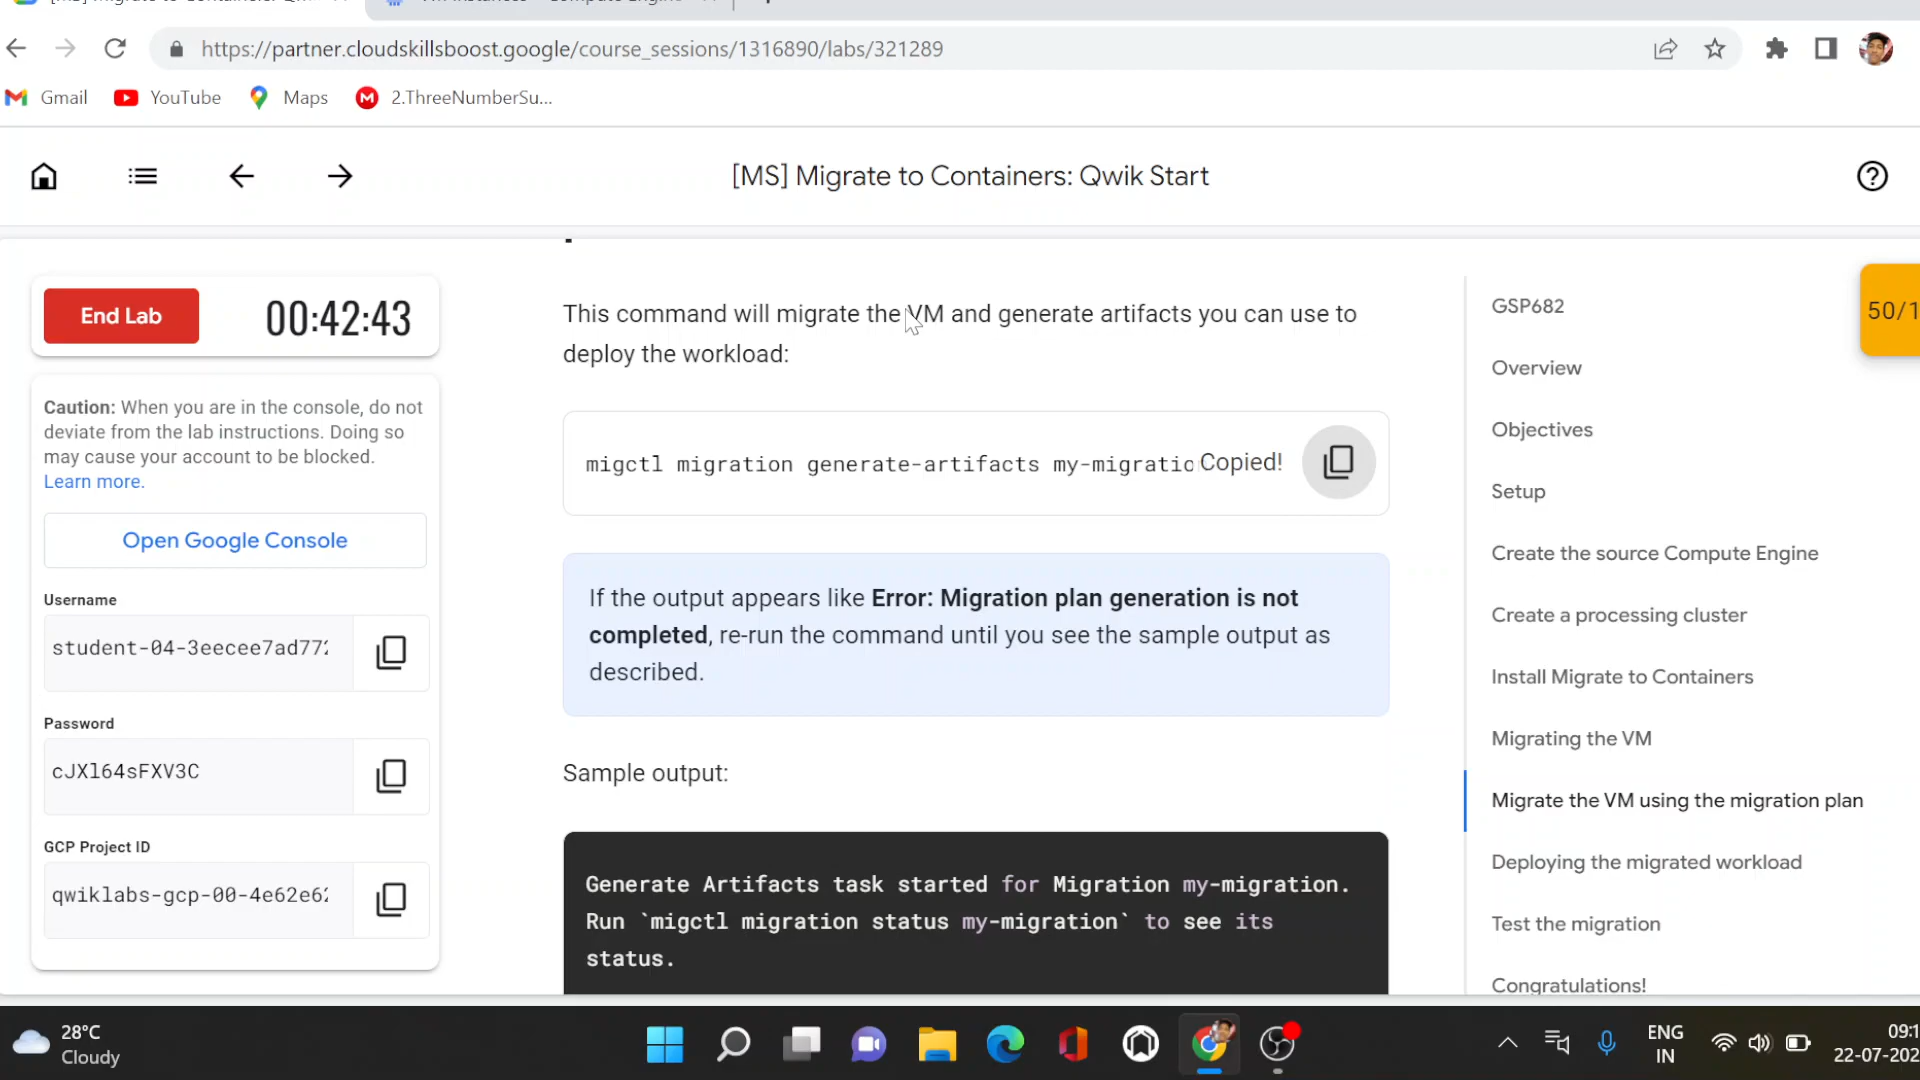 https://partner.cloudskillsboost.google/course_sessions/1316890/labs/321289
Gmail
YouTube
Maps
2.ThreeNumberSu...
[MS] Migrate to Containers: Qwik Start
End Lab
00:42:43
Caution: When you are in the console, do not
deviate from the lab instructions. Doing so
may cause your account to be blocked.
Learn more.
Open Google Console
Username
student-04-3eecee7ad772
Password
cJXl64sFXV3C
GCP Project ID
qwiklabs-gcp-00-4e62e62
This command will migrate the VM and generate artifacts you can use to
deploy the workload:
migctl migration generate-artifacts my-migratio
Copied!
If the output appears like Error: Migration plan generation is not
completed, re-run the command until you see the sample output as
described.
Sample output:
Generate Artifacts task started for Migration my-migration.
Run `migctl migration status my-migration` to see its
status.
GSP682
Overview
Objectives
Setup
Create the source Compute Engine
Create a processing cluster
Install Migrate to Containers
Migrating the VM
Migrate the VM using the migration plan
Deploying the migrated workload
Test the migration
Congratulations!
50/1
28°C
Cloudy
ENG
IN
09:1
22-07-202